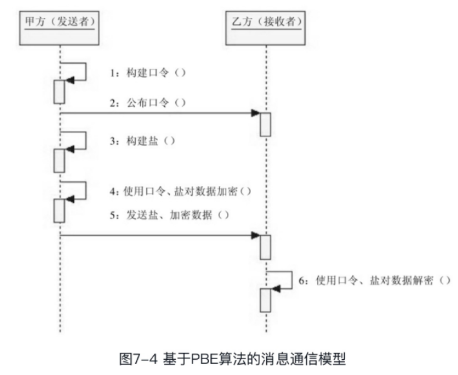 甲方（发送者）
乙方（接收者）
1：构建口令（）
2：公布口令（）
3：构建盐（）
4：使用口令、盐对数据加密（）
5：发送盐、加密数据（）
6：使用口令、盐对数据解密（）
图7-4 基于PBE算法的消息通信模型